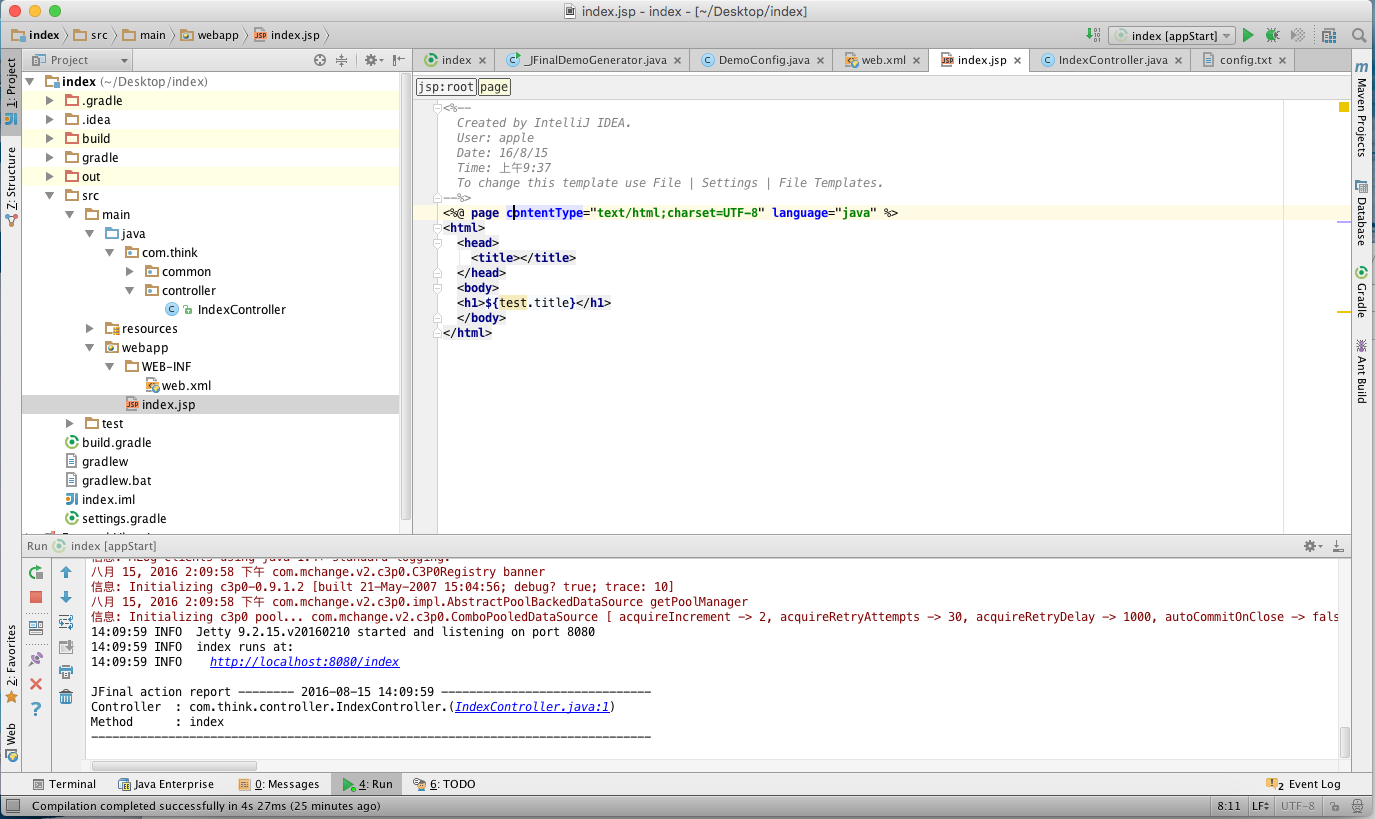 index.jsp - index - [~/Desktop/index]
index src main webapp index.jsp
index [appStart]
Project
index _JFinalDemoGenerator.java DemoConfig.java web.xml index.jsp IndexController.java config.txt
1: Project
Z: Structure
2: Favorites
Web
index (~/Desktop/index)
.gradle
.idea
build
gradle
out
src
main
java
com.think
common
controller
IndexController
resources
webapp
WEB-INF
web.xml
index.jsp
test
build.gradle
gradlew
gradlew.bat
index.iml
settings.gradle
jsp:root page
<%--
Created by IntelliJ IDEA.
User: apple
Date: 16/8/15
Time: 上午9:37
To change this template use File | Settings | File Templates.
--%>
<%@ page contentType="text/html;charset=UTF-8" language="java" %>
<html>
<head>
<title></title>
</head>
<body>
<h1>${test.title}</h1>
</body>
</html>
Maven Projects
Database
Gradle
Ant Build
Run index [appStart]
信息: MLog clients using java 1.4+ standard logging.
八月 15, 2016 2:09:58 下午 com.mchange.v2.c3p0.C3P0Registry banner
信息: Initializing c3p0-0.9.1.2 [built 21-May-2007 15:04:56; debug? true; trace: 10]
八月 15, 2016 2:09:58 下午 com.mchange.v2.c3p0.impl.AbstractPoolBackedDataSource getPoolManager
信息: Initializing c3p0 pool... com.mchange.v2.c3p0.ComboPooledDataSource [ acquireIncrement -> 2, acquireRetryAttempts -> 30, acquireRetryDelay -> 1000, autoCommitOnClose -> fals
14:09:59 INFO  Jetty 9.2.15.v20160210 started and listening on port 8080
14:09:59 INFO  index runs at:
14:09:59 INFO    http://localhost:8080/index
JFinal action report -------- 2016-08-15 14:09:59 ------------------------------
Controller  : com.think.controller.IndexController.(IndexController.java:1)
Method      : index
--------------------------------------------------------------------------------
Terminal Java Enterprise 0: Messages 4: Run 6: TODO 2 Event Log
Compilation completed successfully in 4s 27ms (25 minutes ago) 8:11 LF UTF-8